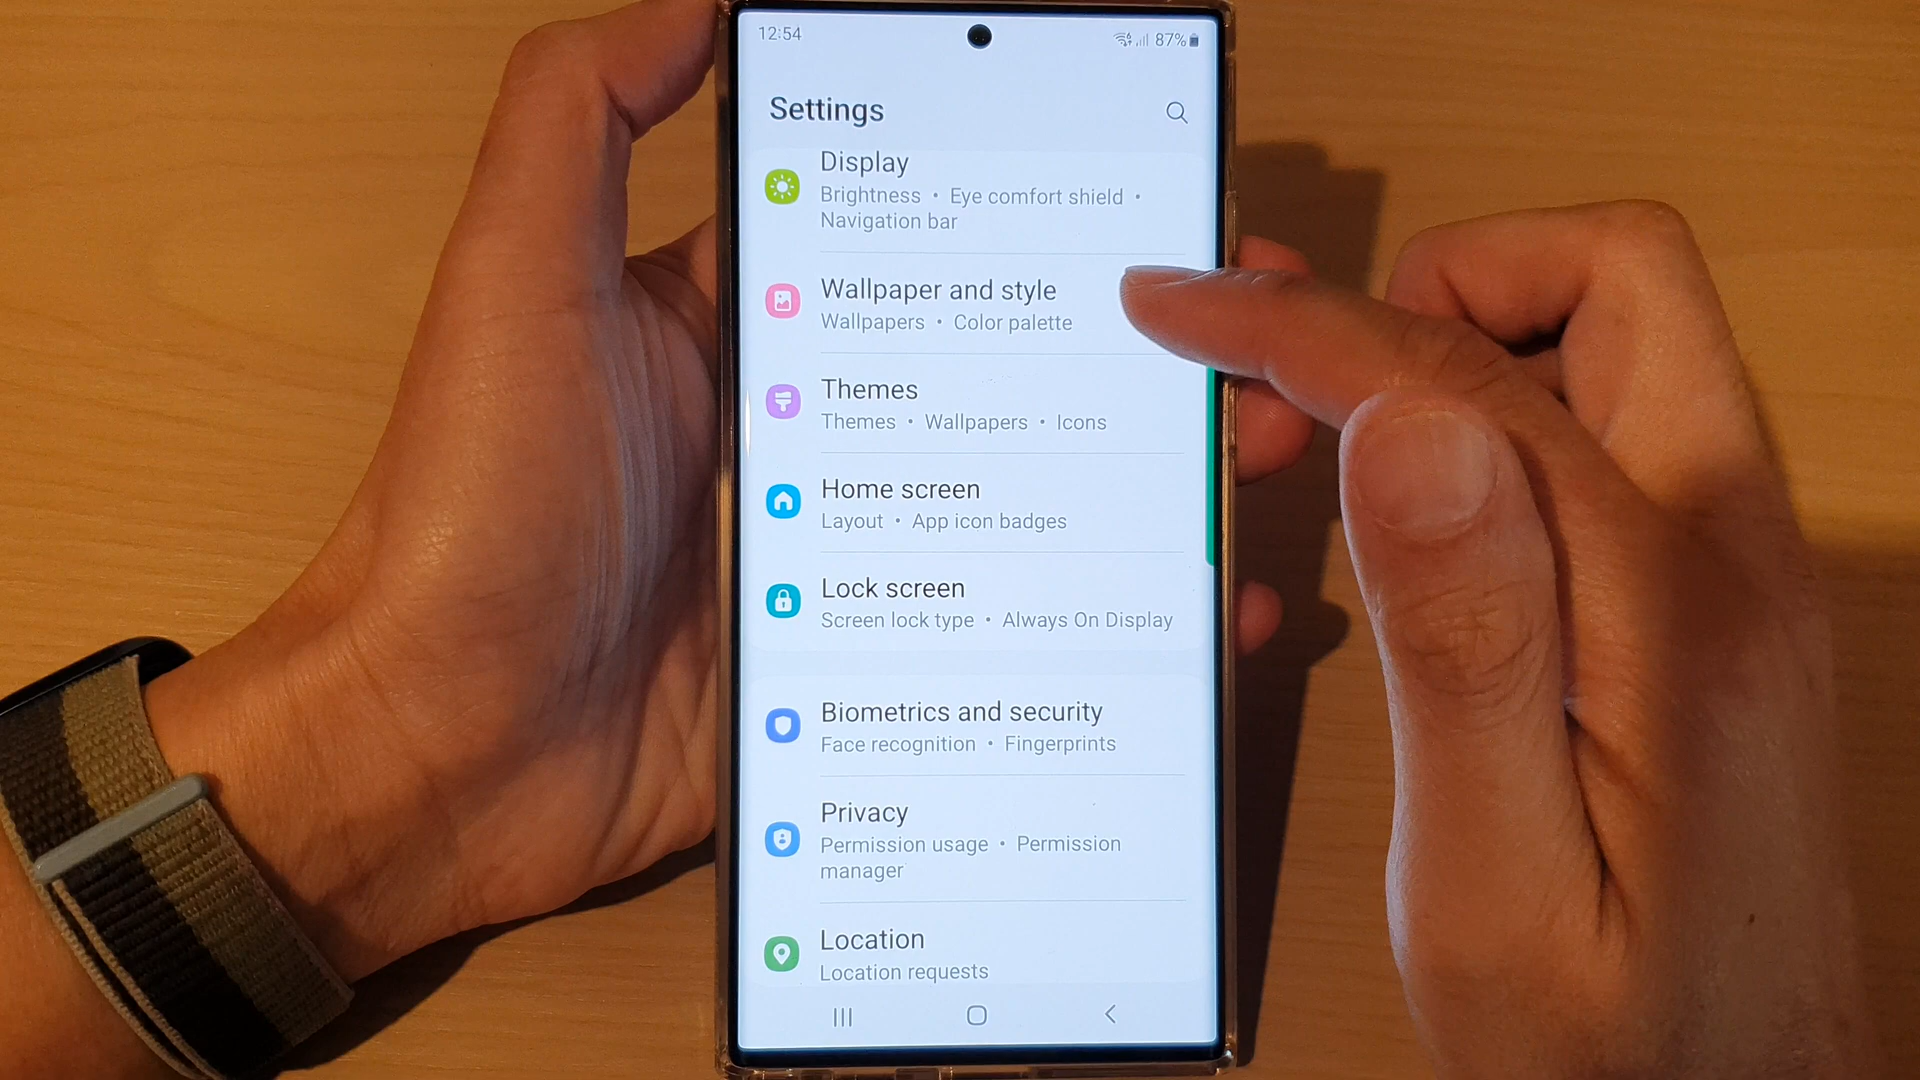 12:54
87%
Settings
Display
Brightness • Eye comfort shield •
Navigation bar
Wallpaper and style
Wallpapers • Color palette
Themes
Themes • Wallpapers • Icons
Home screen
Layout • App icon badges
Lock screen
Screen lock type • Always On Display
Biometrics and security
Face recognition • Fingerprints
Privacy
Permission usage • Permission
manager
Location
Location requests